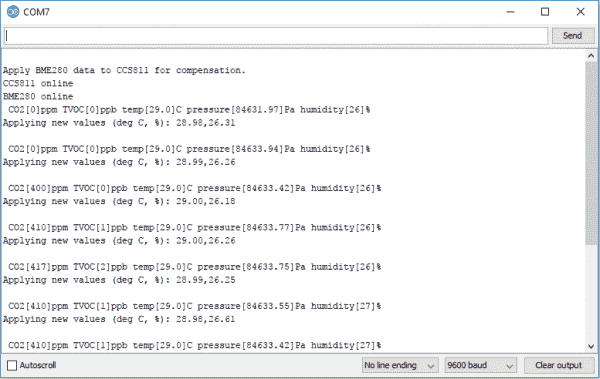 COM7
Send
Apply BME280 data to CCS811 for compensation.
CCS811 online
BME280 online
CO2[0]ppm TVOC[0]ppb temp[29.0]C pressure[84631.97]Pa humidity[26]%
Applying new values (deg C, %): 28.98,26.31
CO2[0]ppm TVOC[0]ppb temp[29.0]C pressure[84633.94]Pa humidity[26]%
Applying new values (deg C, %): 28.99,26.26
CO2[400]ppm TVOC[0]ppb temp[29.0]C pressure[84633.42]Pa humidity[26]%
Applying new values (deg C, %): 29.00,26.18
CO2[410]ppm TVOC[1]ppb temp[29.0]C pressure[84633.77]Pa humidity[26]%
Applying new values (deg C, %): 29.00,26.26
CO2[417]ppm TVOC[2]ppb temp[29.0]C pressure[84633.75]Pa humidity[26]%
Applying new values (deg C, %): 28.99,26.25
CO2[410]ppm TVOC[1]ppb temp[29.0]C pressure[84633.55]Pa humidity[27]%
Applying new values (deg C, %): 28.98,26.61
CO2[410]ppm TVOC[1]ppb temp[29.0]C pressure[84633.42]Pa humidity[27]%
Autoscroll
No line ending
9600 baud
Clear output